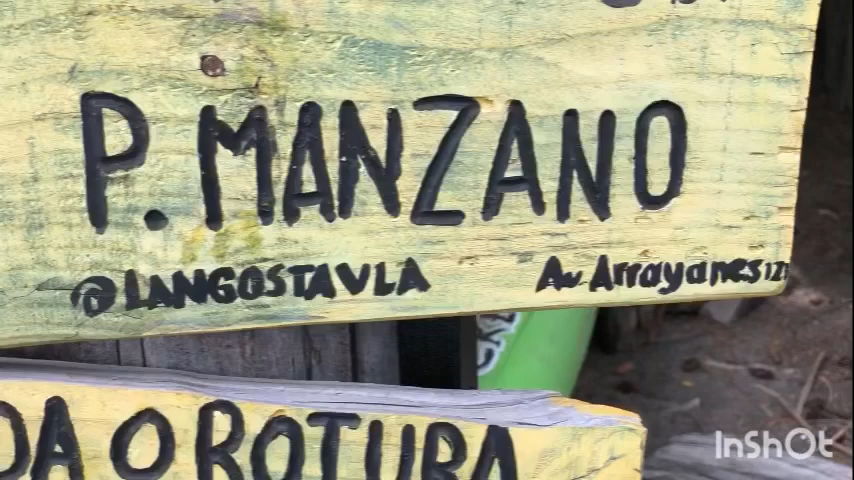 P. MANZANO
@LANGOSTAVLA
Av Arrayanes
O ROTURA
InShOt